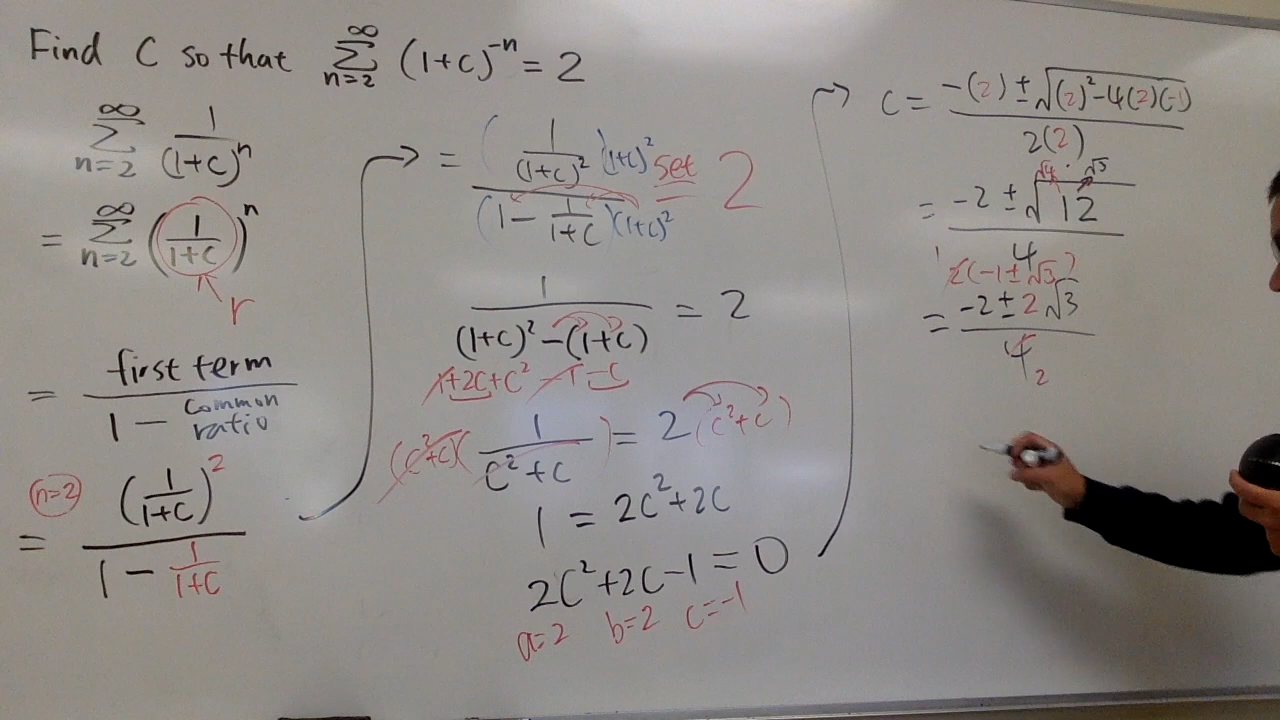 Find C so that ∑_{n=2}^{∞} (1+c)^{-n} = 2
∑_{n=2}^{∞} 1/(1+c)^n
= ∑_{n=2}^{∞} (1/(1+c))^n
r
= first term / (1 - common ratio)
(n=2)
= (1/(1+c))^2 / (1 - 1/(1+c))
= (1/(1+c)^2)(1+c)^2 / (1 - 1/(1+c))(1+c)^2 set 2
1/((1+c)^2 - (1+c)) = 2
1+2c+c^2 -1-c
(c^2+c)(1/(c^2+c)) = 2(c^2+c)
1 = 2c^2+2c
2c^2+2c-1=0
a=2 b=2 c=-1
c = (-(2) ± √((2)^2-4(2)(-1))) / 2(2)
√4 · √3
= (-2 ± √12) / 4
1 2(-1±√3)
= (-2 ± 2√3) / 4
2